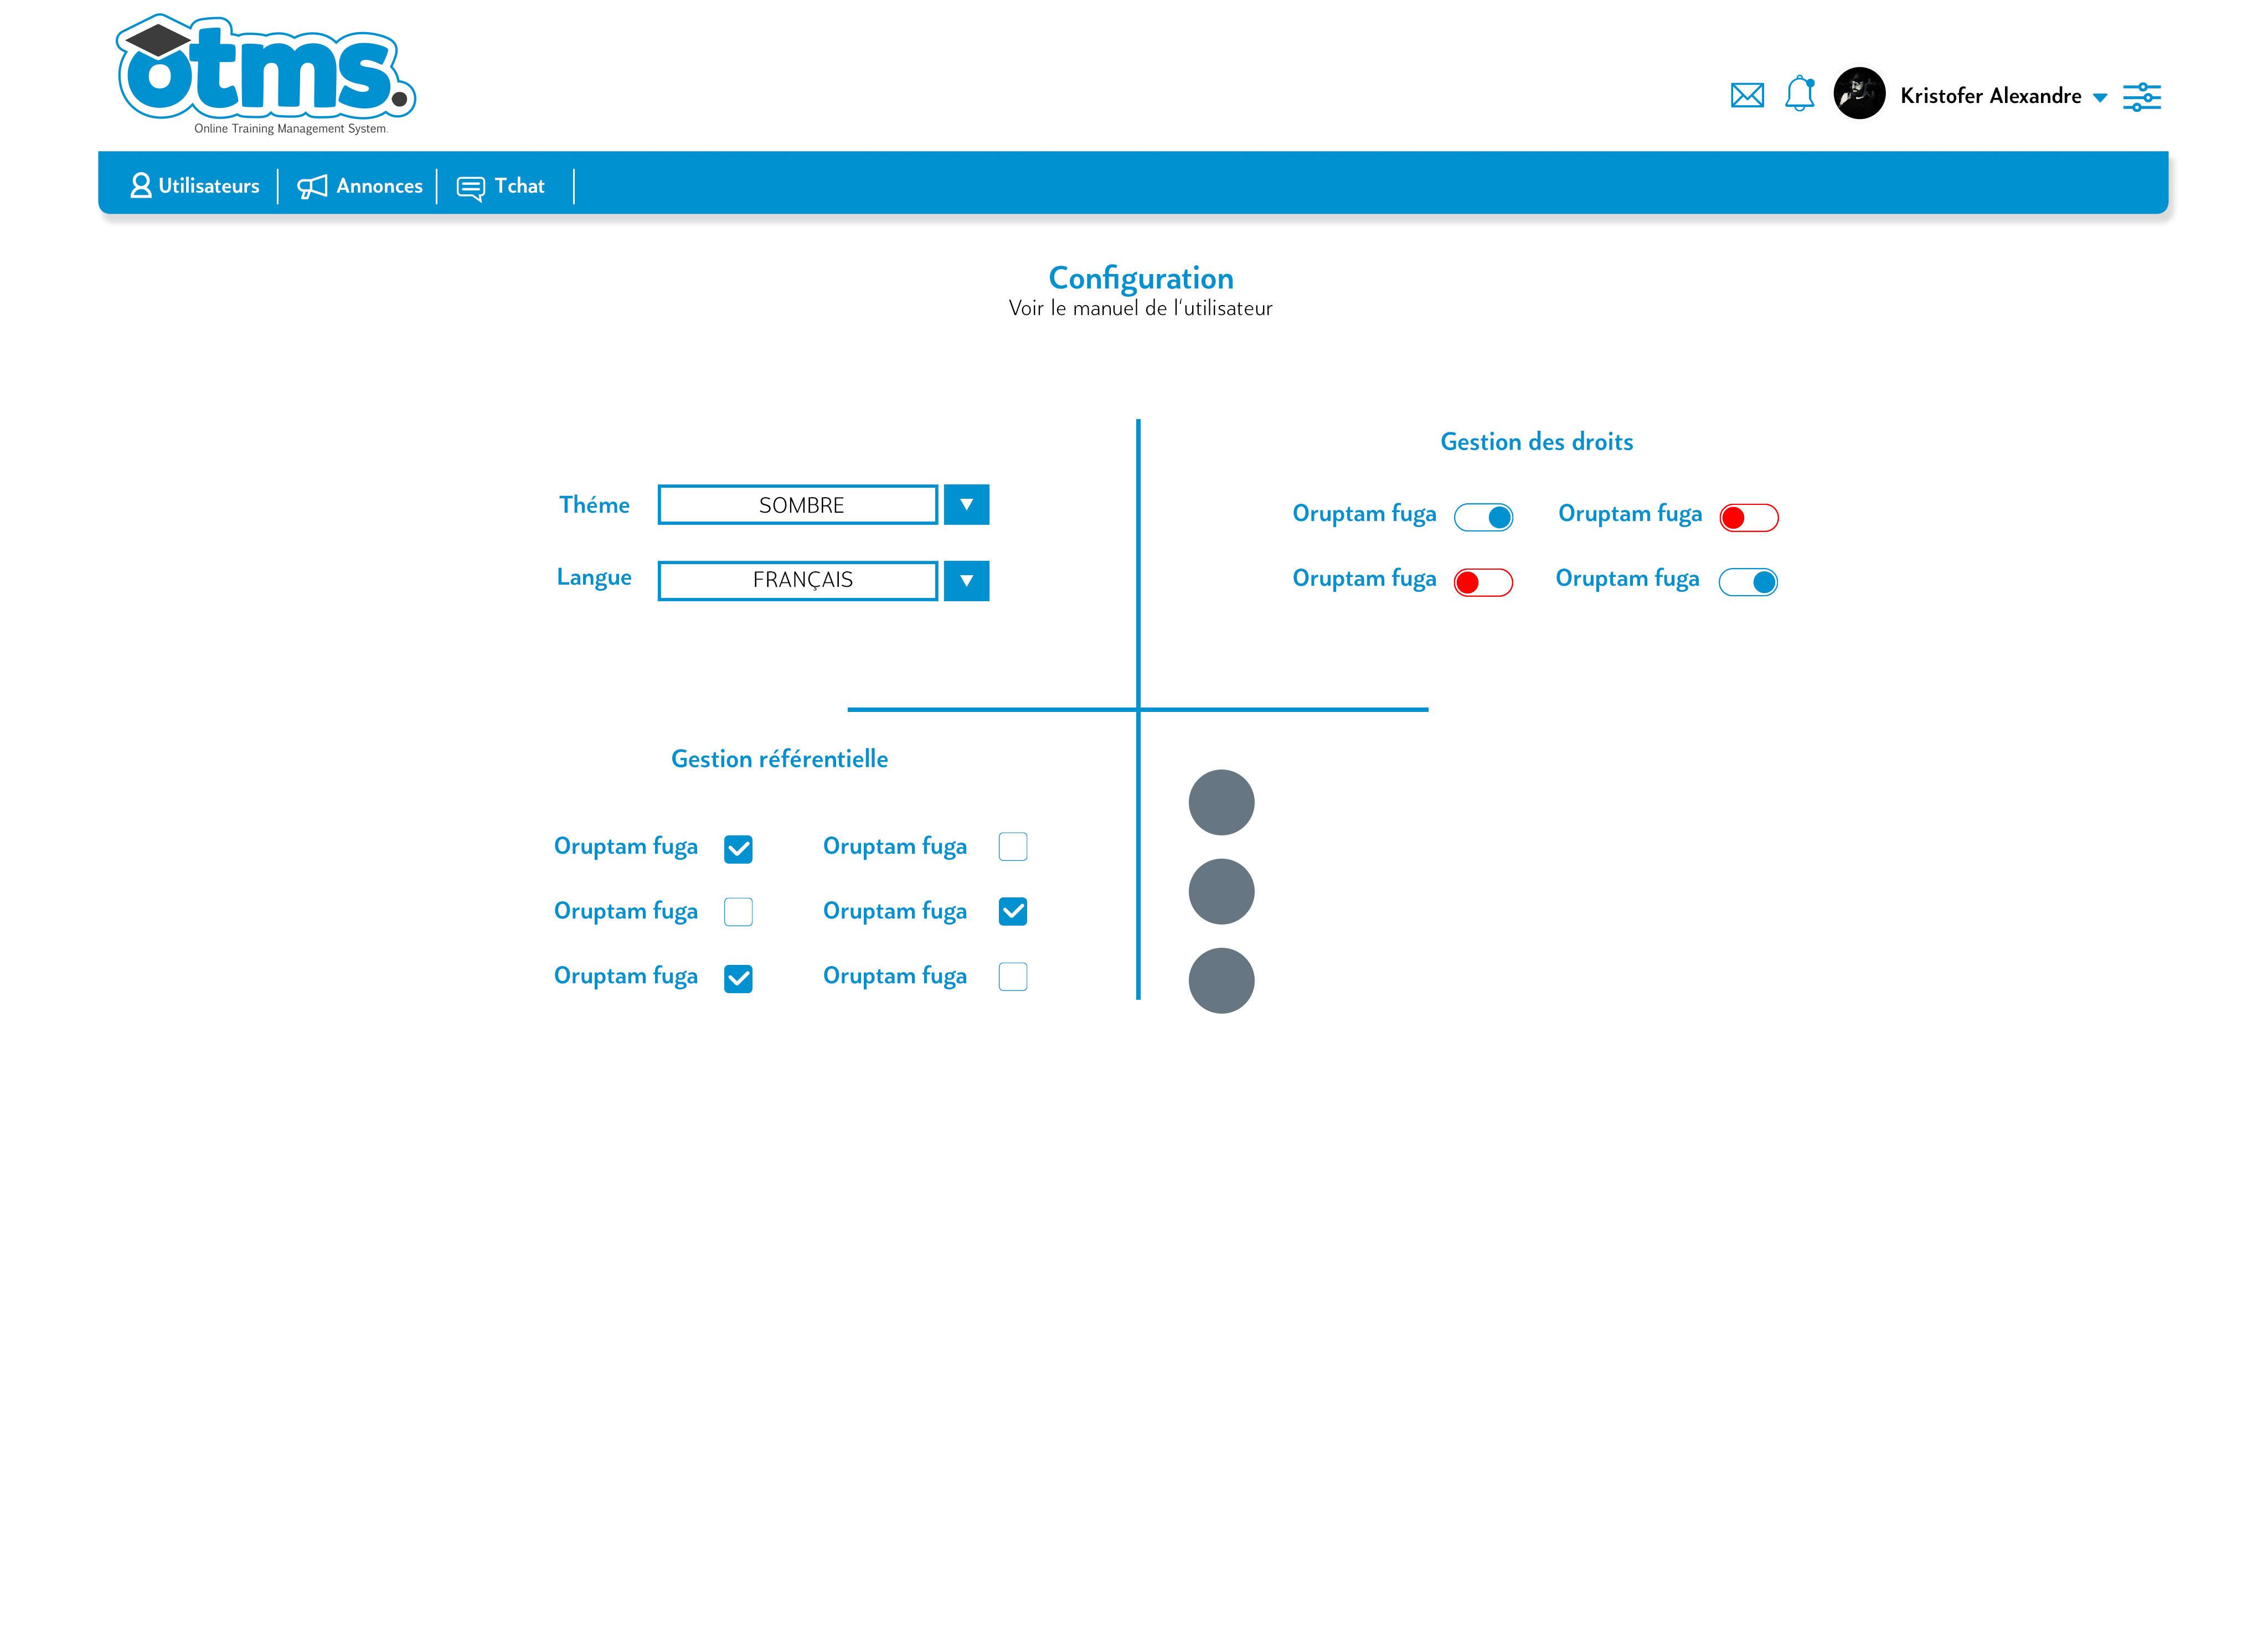 otms.
Online Training Management System.
Kristofer Alexandre
Utilisateurs
Annonces
Tchat
Configuration
Voir le manuel de l'utilisateur
Théme
SOMBRE
Langue
FRANÇAIS
Gestion des droits
Oruptam fuga
Oruptam fuga
Oruptam fuga
Oruptam fuga
Gestion référentielle
Oruptam fuga
Oruptam fuga
Oruptam fuga
Oruptam fuga
Oruptam fuga
Oruptam fuga